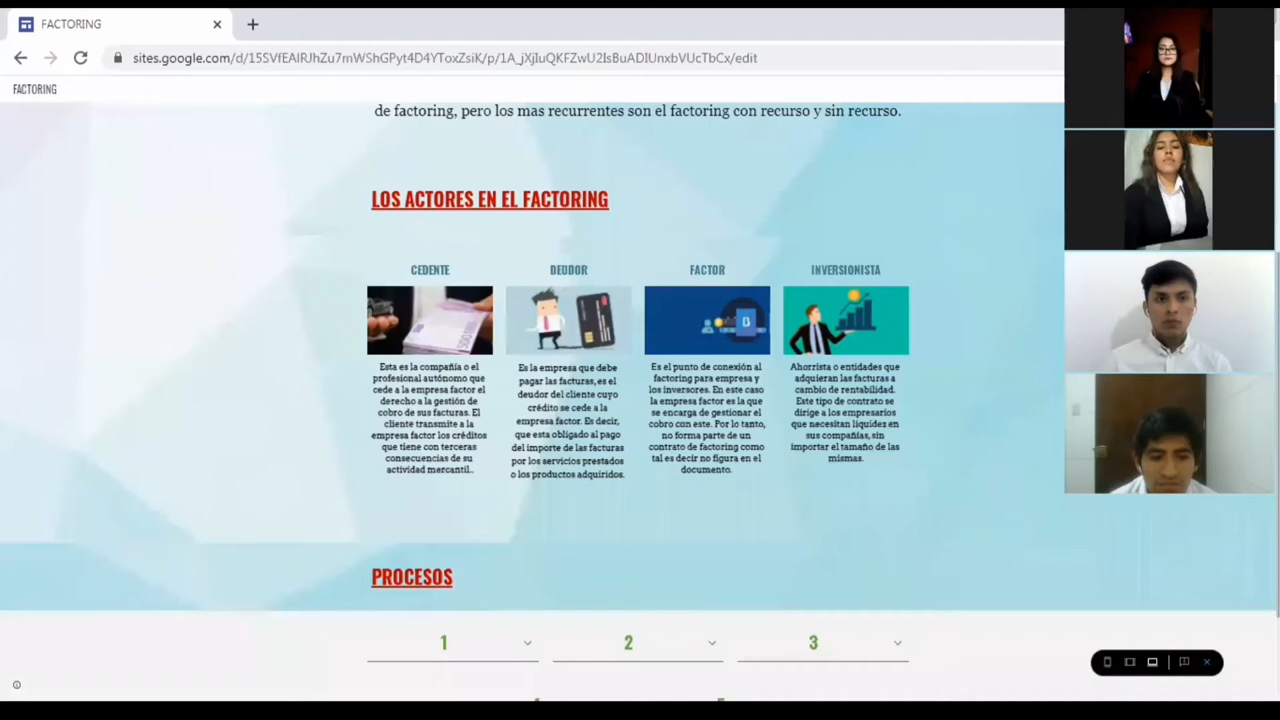 FACTORING
sites.google.com/d/15SVfEAlRJhZu7mWShGPyt4D4YToxZsiK/p/1A_jXjIuQKFZwU2IsBuADIUnxbVUcTbCx/edit
FACTORING
de factoring, pero los mas recurrentes son el factoring con recurso y sin recurso.
LOS ACTORES EN EL FACTORING
CEDENTE
Esta es la compañía o el
profesional autónomo que
cede a la empresa factor el
derecho a la gestión de
cobro de sus facturas. El
cliente transmite a la
empresa factor los créditos
que tiene con terceras
consecuencias de su
actividad mercantil..
DEUDOR
Es la empresa que debe
pagar las facturas, es el
deudor del cliente cuyo
crédito se cede a la
empresa factor. Es decir,
que esta obligado al pago
del importe de las facturas
por los servicios prestados
o los productos adquiridos.
FACTOR
Es el punto de conexión al
factoring para empresa y
los inversores. En este caso
la empresa factor es la que
se encarga de gestionar el
cobro con este. Por lo tanto,
no forma parte de un
contrato de factoring como
tal es decir no figura en el
documento.
INVERSIONISTA
Ahorrista o entidades que
adquieran las facturas a
cambio de rentabilidad.
Este tipo de contrato se
dirige a los empresarios
que necesitan liquidez en
sus compañías, sin
importar el tamaño de las
mismas.
PROCESOS
1
2
3